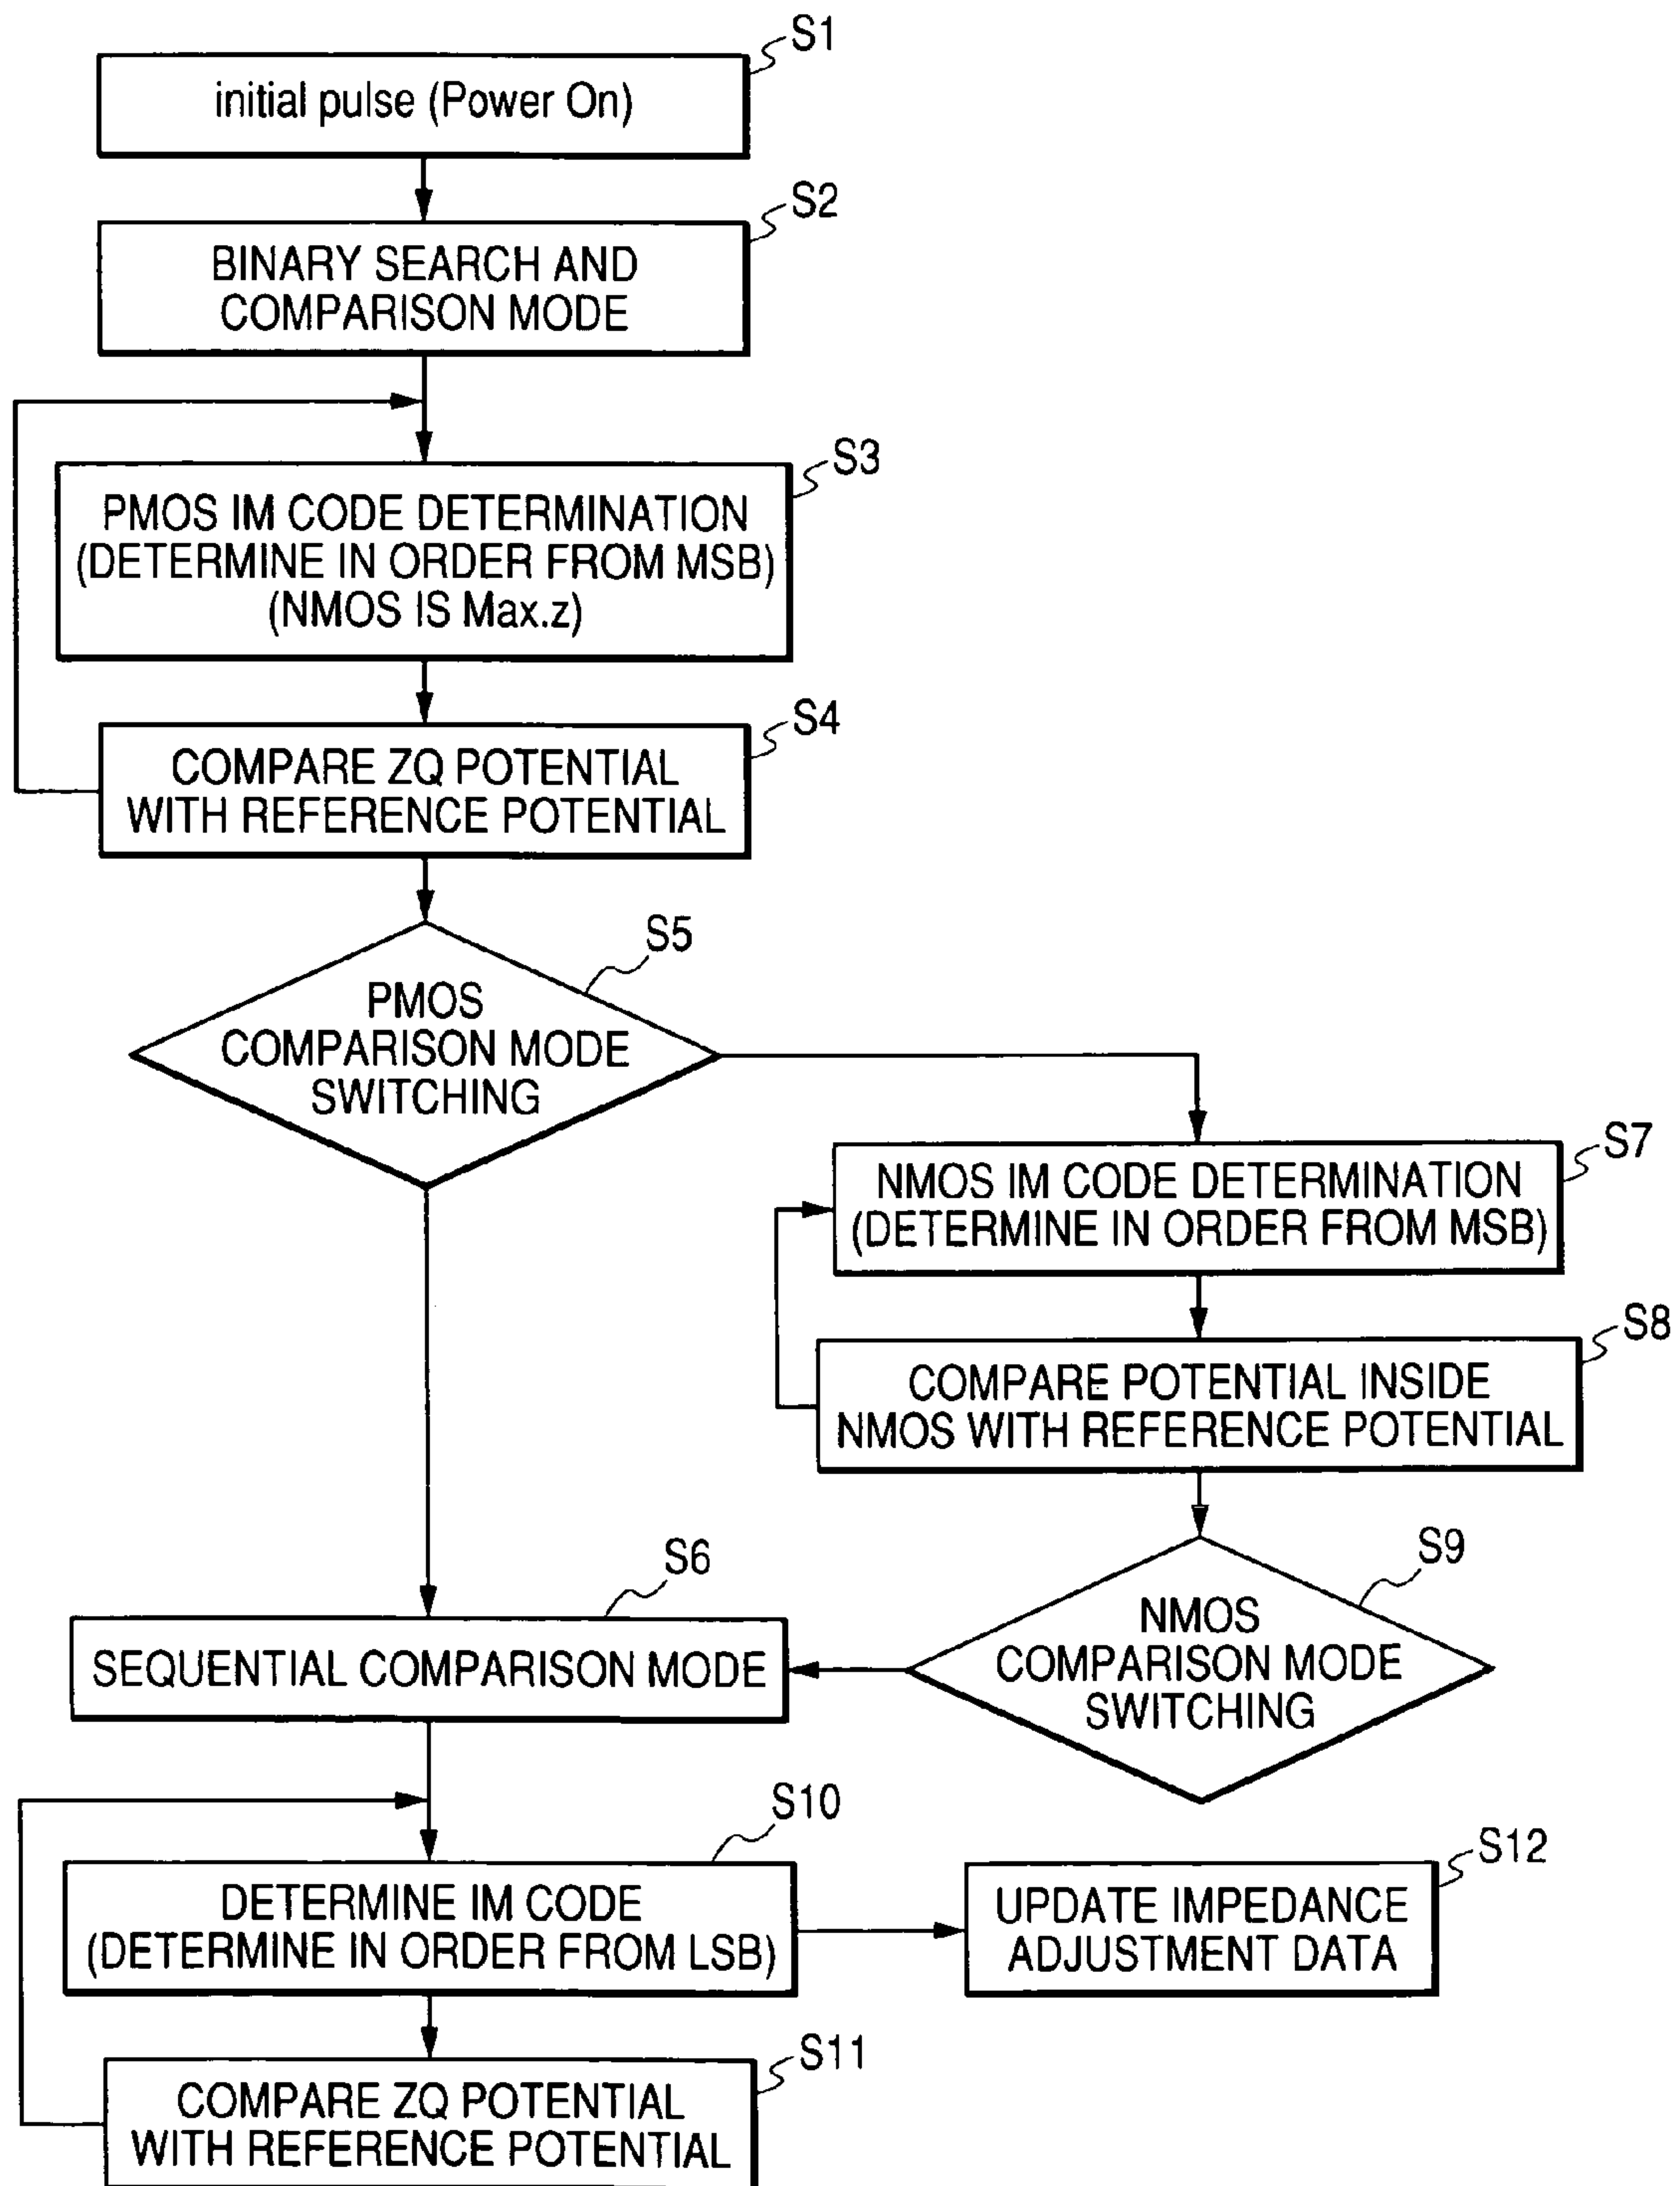 S1
initial pulse (Power On)
S2
BINARY SEARCH AND
COMPARISON MODE
S3
PMOS IM CODE DETERMINATION
(DETERMINE IN ORDER FROM MSB)
(NMOS IS Max.z)
S4
COMPARE ZQ POTENTIAL
WITH REFERENCE POTENTIAL
S5
PMOS
COMPARISON MODE
SWITCHING
S7
NMOS IM CODE DETERMINATION
(DETERMINE IN ORDER FROM MSB)
S8
COMPARE POTENTIAL INSIDE
NMOS WITH REFERENCE POTENTIAL
S9
NMOS
COMPARISON MODE
SWITCHING
S6
SEQUENTIAL COMPARISON MODE
S10
DETERMINE IM CODE
(DETERMINE IN ORDER FROM LSB)
S12
UPDATE IMPEDANCE
ADJUSTMENT DATA
S11
COMPARE ZQ POTENTIAL
WITH REFERENCE POTENTIAL